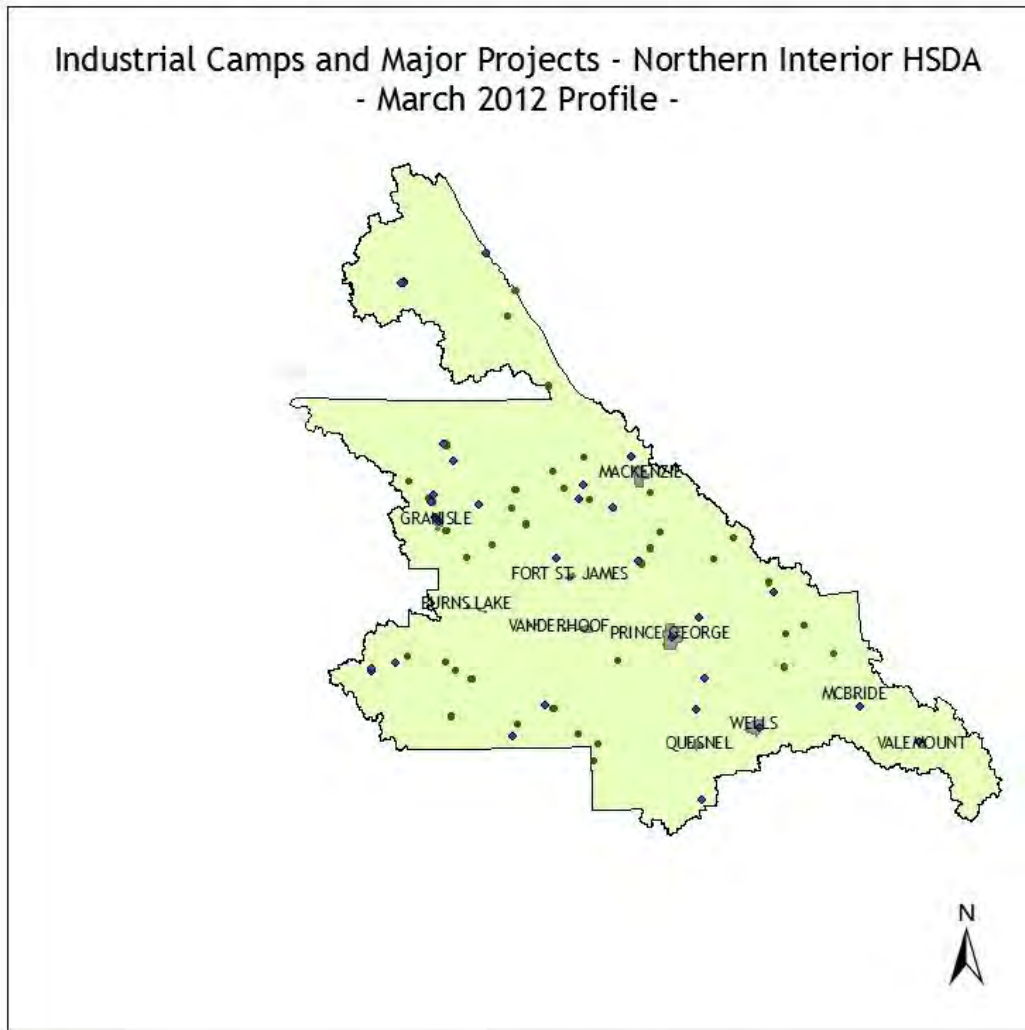 Industrial Camps and Major Projects - Northern Interior HSDA
- March 2012 Profile -
MACKENZIE
GRANISLE
FORT ST. JAMES
BURNS LAKE
VANDERHOOF
PRINCE GEORGE
MCBRIDE
WELLS
QUESNEL
VALEMOUNT
N